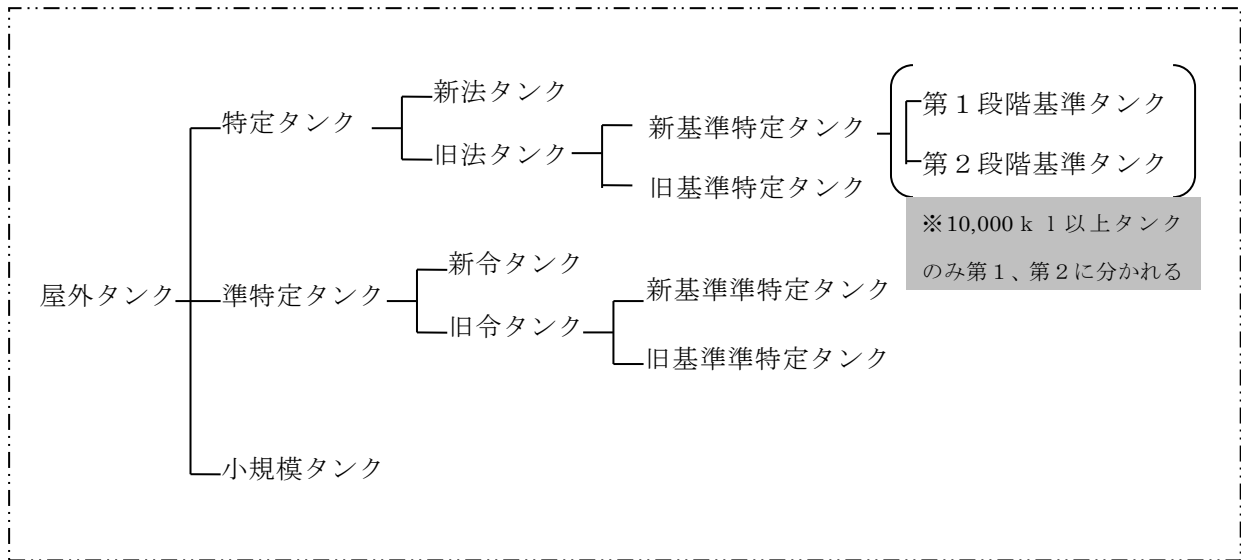 新法タンク
第１段階基準タンク
特定タンク
新基準特定タンク
旧法タンク
第２段階基準タンク
旧基準特定タンク
※10,000ｋｌ以上タンク
のみ第１、第２に分かれる
新令タンク
屋外タンク
準特定タンク
新基準準特定タンク
旧令タンク
旧基準準特定タンク
小規模タンク